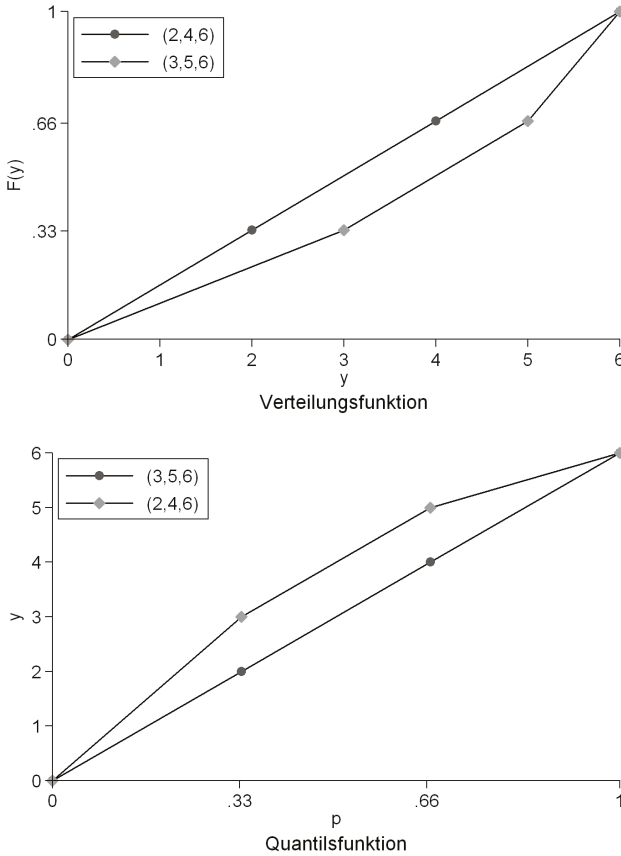 1
(2,4,6)
(3,5,6)
.66
F(y)
.33
0
0 1 2 3 4 5 6
y
Verteilungsfunktion
6
(3,5,6)
(2,4,6)
5
4
y
3
2
1
0
0 .33 .66 1
p
Quantilsfunktion